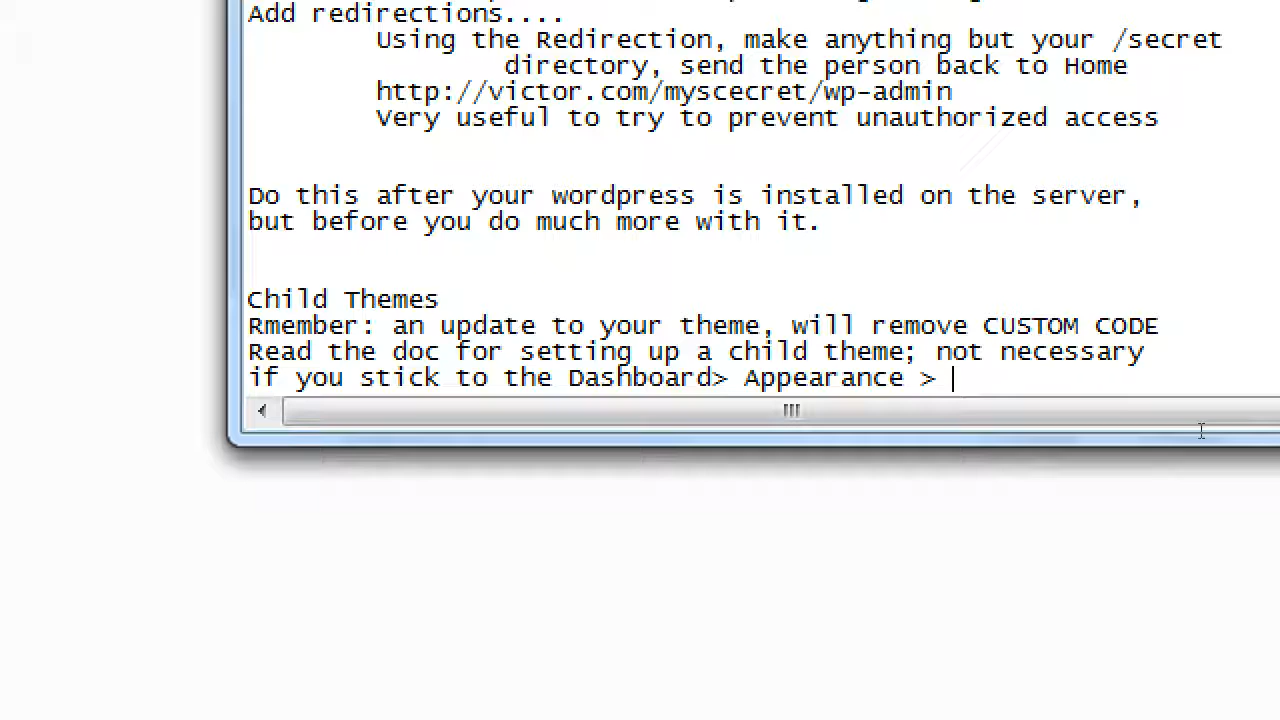 Add redirections....
Using the Redirection, make anything but your /secret
directory, send the person back to Home
http://victor.com/myscecret/wp-admin
Very useful to try to prevent unauthorized access
Do this after your wordpress is installed on the server,
but before you do much more with it.
Child Themes
Rmember: an update to your theme, will remove CUSTOM CODE
Read the doc for setting up a child theme; not necessary
if you stick to the Dashboard> Appearance >